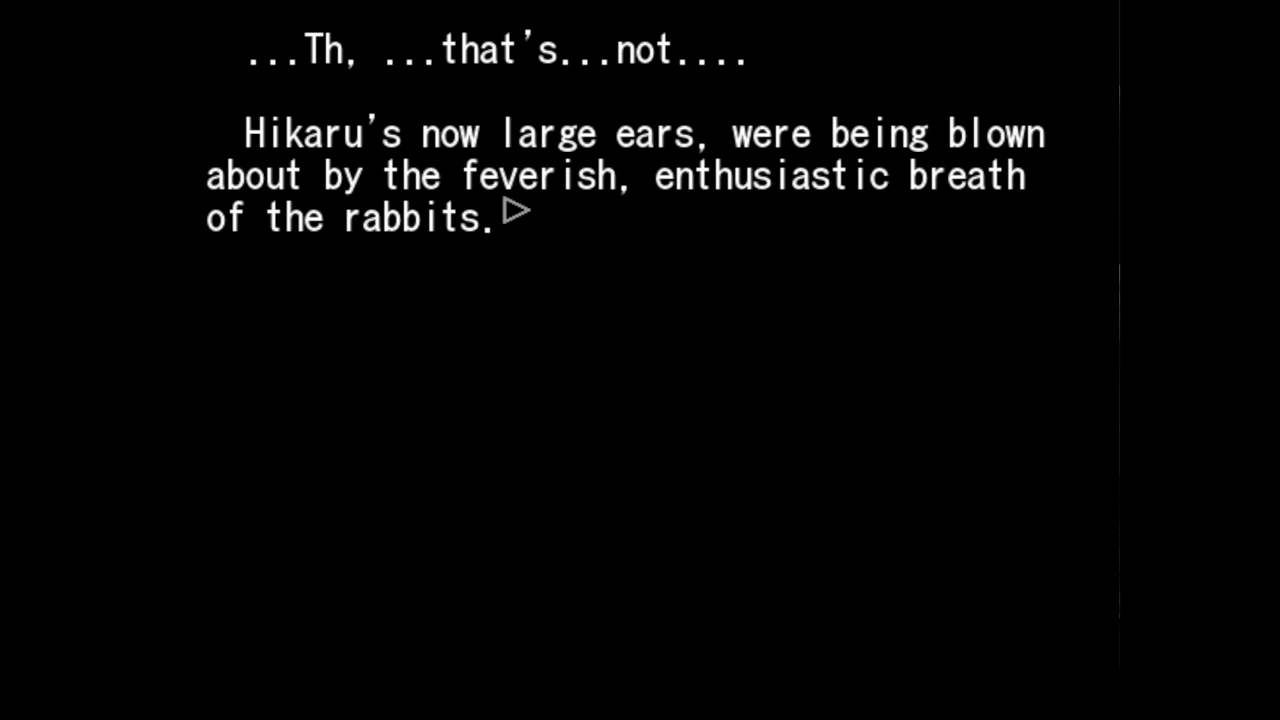 ...Th, ...that's...not....
Hikaru's now large ears, were being blown
about by the feverish, enthusiastic breath
of the rabbits.